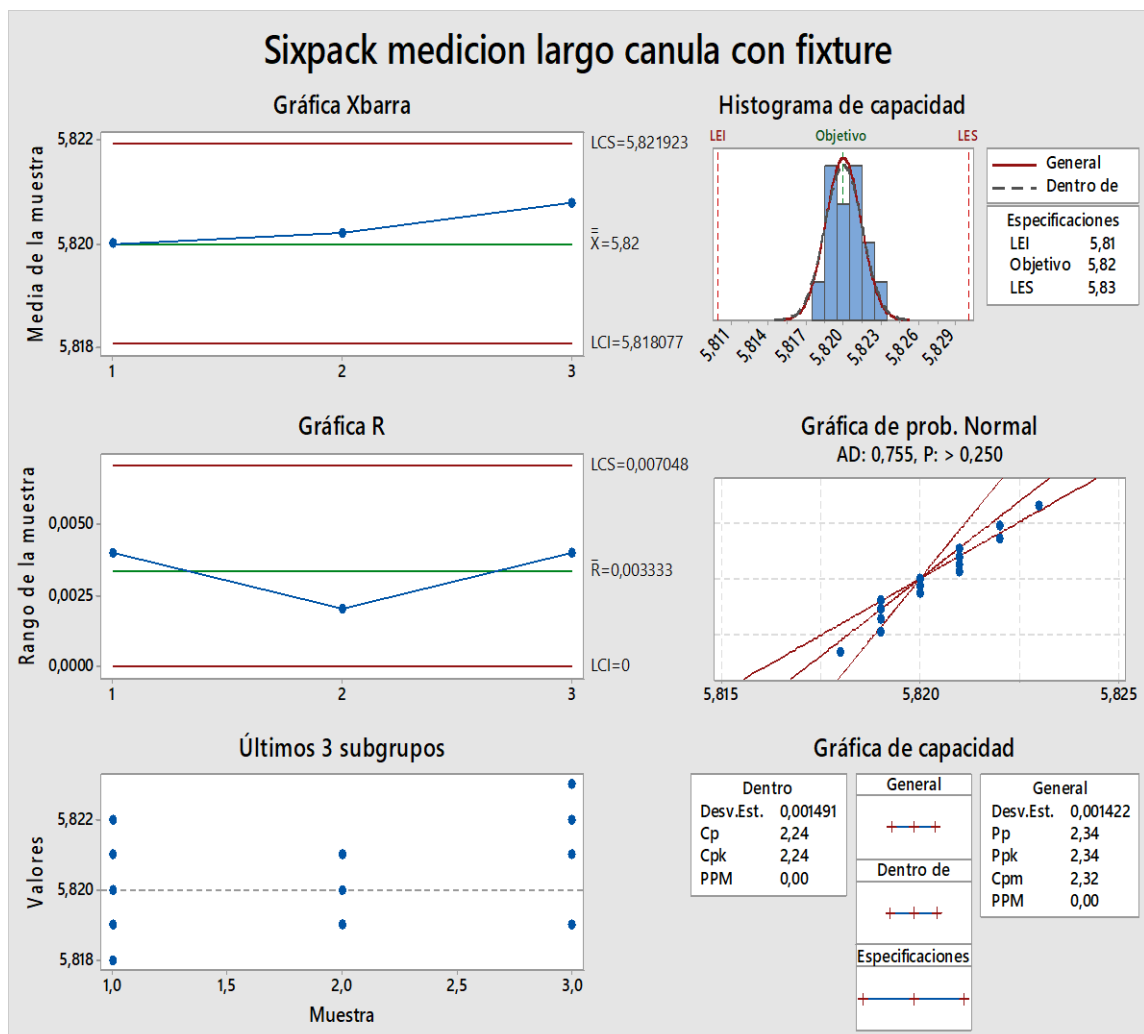 Sixpack medicion largo canula con fixture
Gráfica Xbarra
Media de la muestra
5,822
5,820
5,818
1
2
3
LCS=5,821923
X=5,82
LCI=5,818077
Histograma de capacidad
LEI
Objetivo
LES
5,811
5,814
5,817
5,820
5,823
5,826
5,829
General
Dentro de
Especificaciones
LEI 5,81
Objetivo 5,82
LES 5,83
Gráfica R
Rango de la muestra
0,0050
0,0025
0,0000
1
2
3
LCS=0,007048
R=0,003333
LCI=0
Gráfica de prob. Normal
AD: 0,755, P: > 0,250
5,815
5,820
5,825
Últimos 3 subgrupos
Valores
5,822
5,820
5,818
1,0
1,5
2,0
2,5
3,0
Muestra
Gráfica de capacidad
Dentro
Desv.Est. 0,001491
Cp 2,24
Cpk 2,24
PPM 0,00
General
Dentro de
Especificaciones
General
Desv.Est. 0,001422
Pp 2,34
Ppk 2,34
Cpm 2,32
PPM 0,00